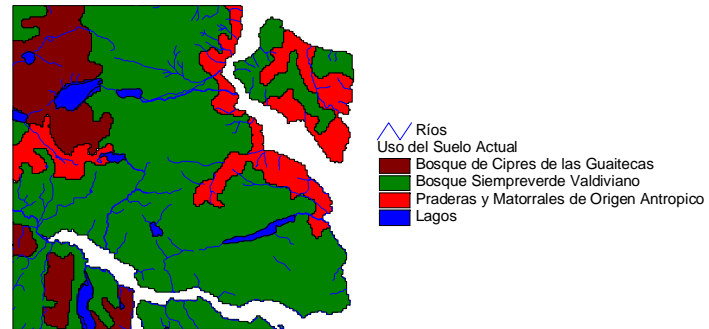 Ríos
Uso del Suelo Actual
Bosque de Cipres de las Guaitecas
Bosque Siempreverde Valdiviano
Praderas y Matorrales de Origen Antropico
Lagos